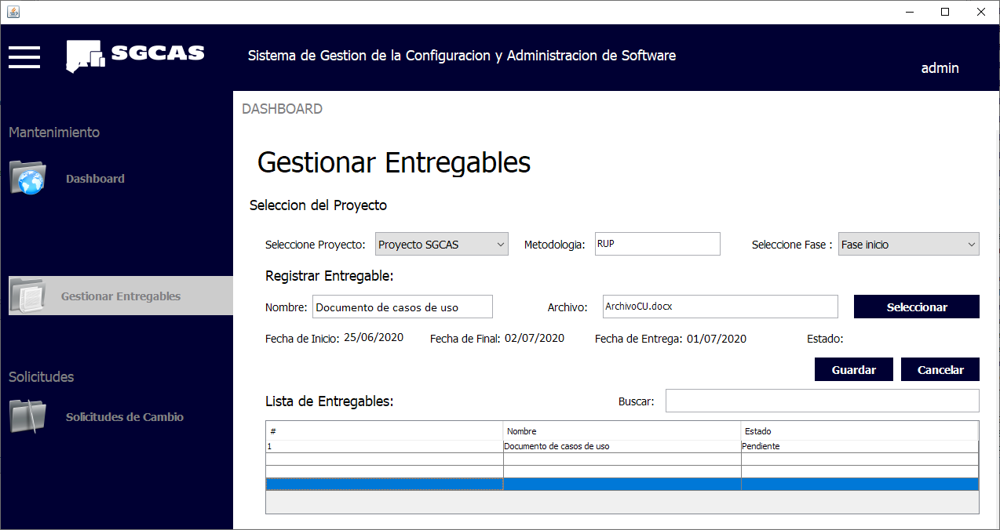 SGCAS
Sistema de Gestion de la Configuracion y Administracion de Software
admin
Mantenimiento
Dashboard
Gestionar Entregables
Solicitudes
Solicitudes de Cambio
DASHBOARD
Gestionar Entregables
Seleccion del Proyecto
Seleccione Proyecto: Proyecto SGCAS Metodologia: RUP Seleccione Fase : Fase inicio
Registrar Entregable:
Nombre: Documento de casos de uso Archivo: ArchivoCU.docx Seleccionar
Fecha de Inicio: 25/06/2020 Fecha de Final: 02/07/2020 Fecha de Entrega: 01/07/2020 Estado:
Guardar Cancelar
Lista de Entregables: Buscar:
# Nombre Estado
1 Documento de casos de uso Pendiente